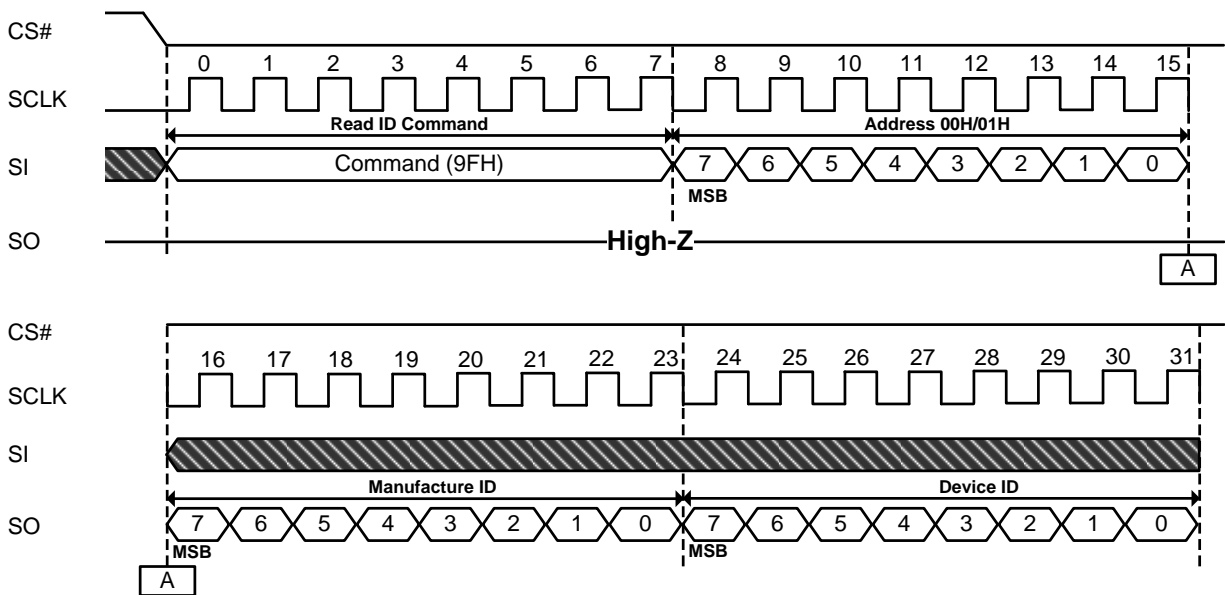 CS#
0 1 2 3 4 5 6 7 8 9 10 11 12 13 14 15
SCLK
Read ID Command Address 00H/01H
SI Command (9FH) 7 6 5 4 3 2 1 0
MSB
SO High-Z
A
CS#
16 17 18 19 20 21 22 23 24 25 26 27 28 29 30 31
SCLK
SI
Manufacture ID Device ID
SO 7 6 5 4 3 2 1 0 7 6 5 4 3 2 1 0
MSB MSB
A